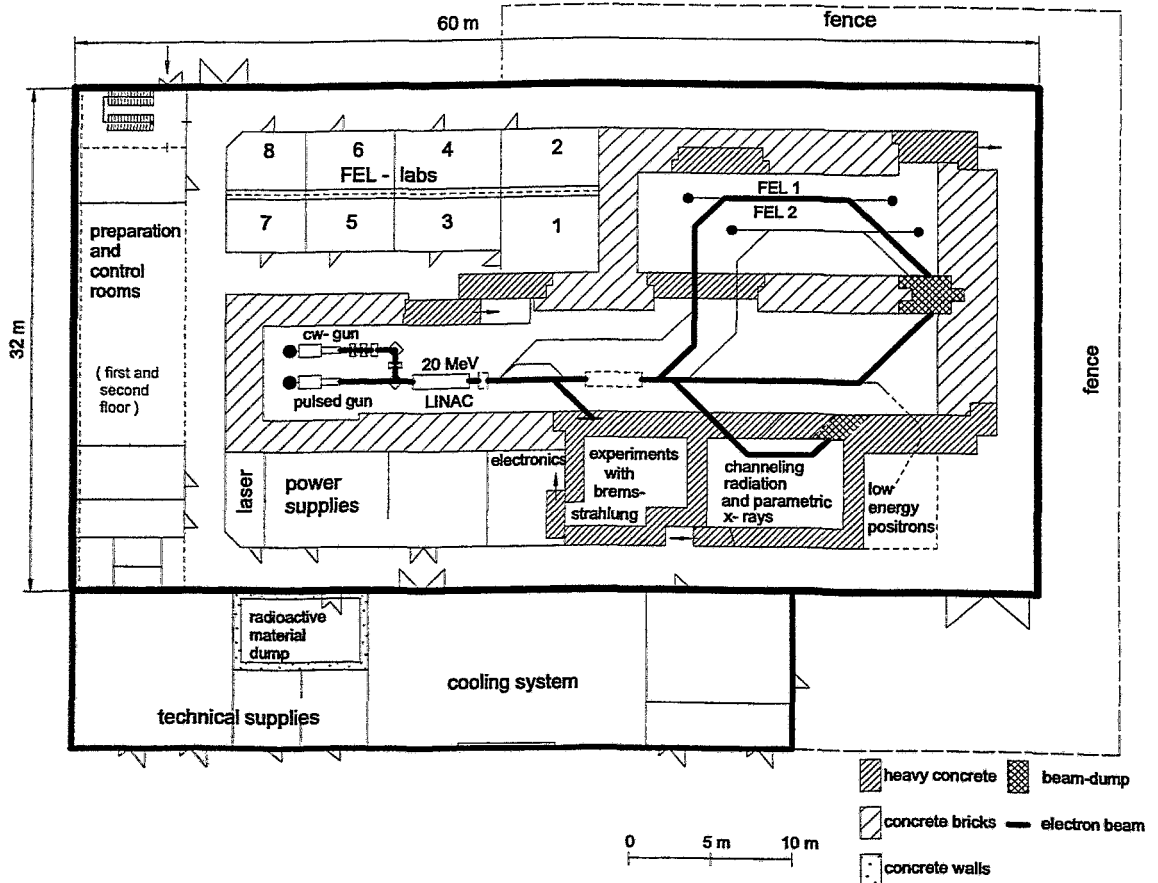 fence
60 m
32 m
8
6
4
2
FEL - labs
7
5
3
1
FEL 1
FEL 2
preparation
and
control
rooms
( first and
second
floor )
cw- gun
20 MeV
pulsed gun
LINAC
fence
electronics
laser
power
supplies
experiments
with
brems-
strahlung
channeling
radiation
and parametric
x- rays
low
energy
positrons
radioactive
material
dump
cooling system
technical supplies
heavy concrete
beam-dump
concrete bricks
electron beam
concrete walls
0
5 m
10 m